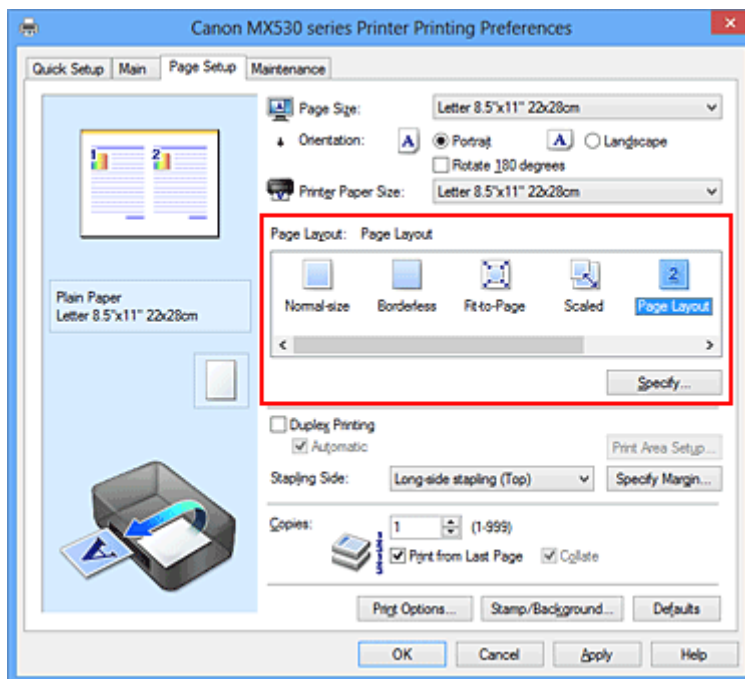 Canon MX530 series Printer Printing Preferences
Quick Setup Main Page Setup Maintenance
Page Size: Letter 8.5"x11" 22x28cm
Orientation: A Portrait A Landscape
Rotate 180 degrees
Printer Paper Size: Letter 8.5"x11" 22x28cm
1 2
Page Layout: Page Layout
2
Normal-size Borderless Fit-to-Page Scaled Page Layout
Plain Paper
Letter 8.5"x11" 22x28cm
Specify...
Duplex Printing
Automatic Print Area Setup...
Stapling Side: Long-side stapling (Top) Specify Margin...
Copies: 1 (1-999)
Print from Last Page Collate
A
Print Options... Stamp/Background... Defaults
OK Cancel Apply Help